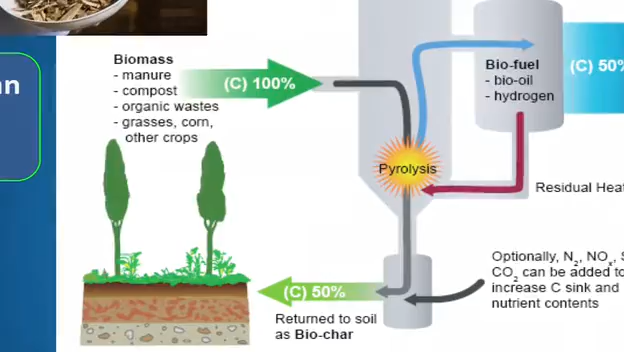 Biomass
- manure
- compost
- organic wastes
- grasses, corn,
other crops
(C) 100%
Bio-fuel
- bio-oil
- hydrogen
(C) 50%
Pyrolysis
Residual Heat
Optionally, N2, NOx, S
CO2 can be added to
increase C sink and
nutrient contents
(C) 50%
Returned to soil
as Bio-char